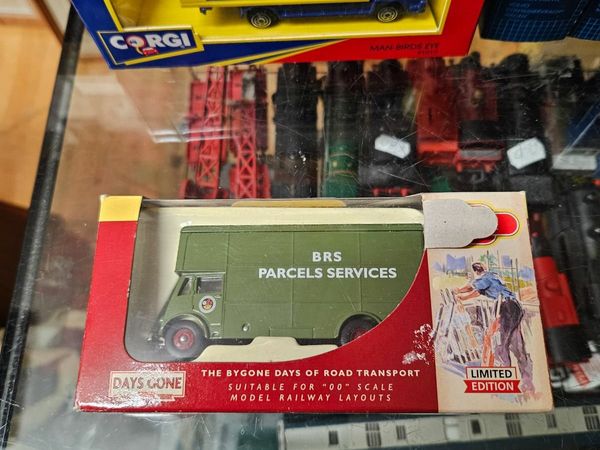 CORGI
MAN-BIRDS EYE
BRS
PARCELS SERVICES
DAYS GONE
THE BYGONE DAYS OF ROAD TRANSPORT
SUITABLE FOR "00" SCALE
MODEL RAILWAY LAYOUTS
LIMITED
EDITION